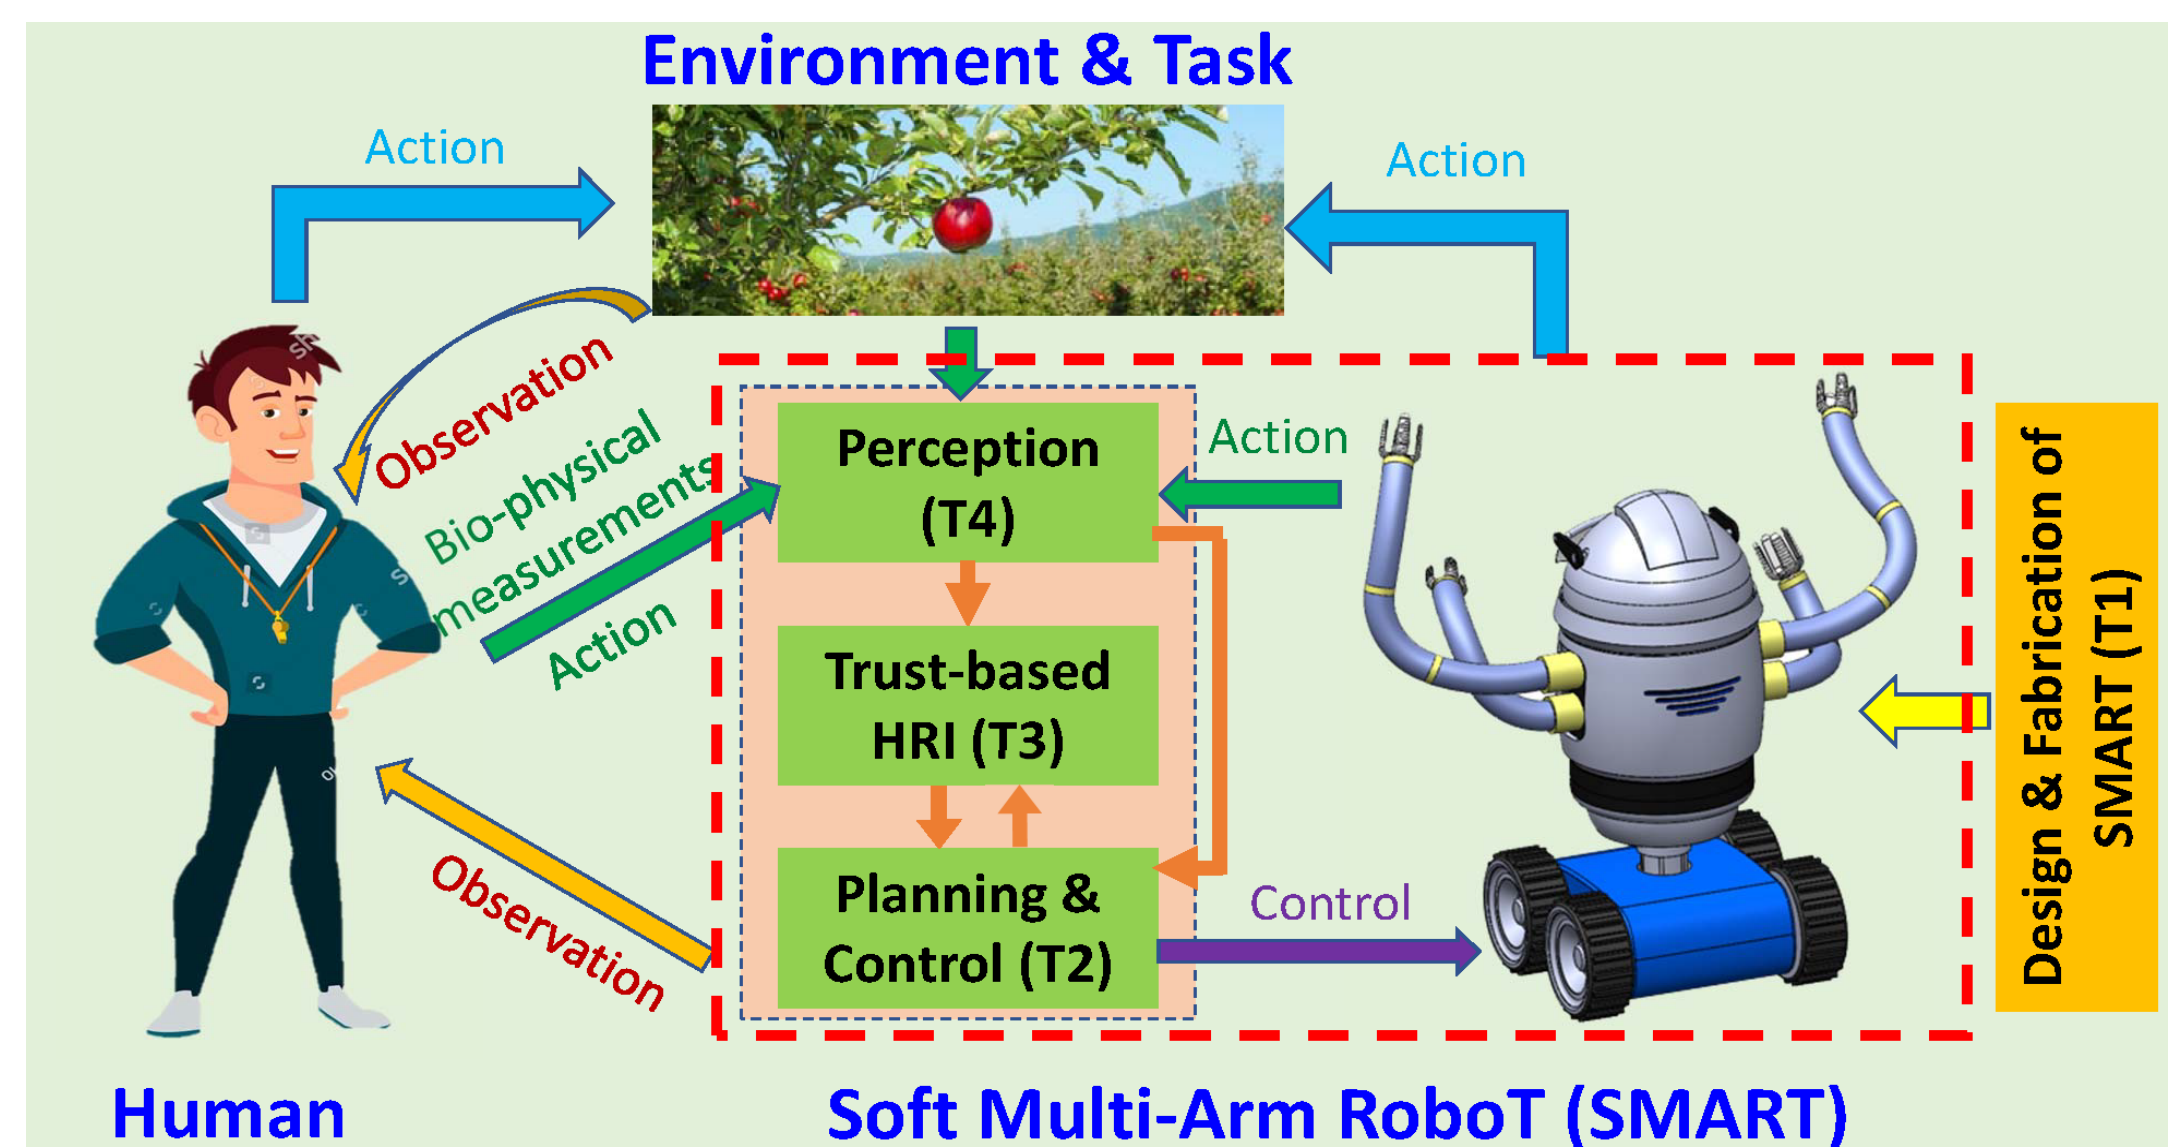 Environment & Task
Action
Action
Observation
Bio-physical
measurements
Action
Perception
(T4)
Action
Trust-based
HRI (T3)
Planning &
Control (T2)
Control
Observation
Design & Fabrication of
SMART (T1)
Human
Soft Multi-Arm RoboT (SMART)